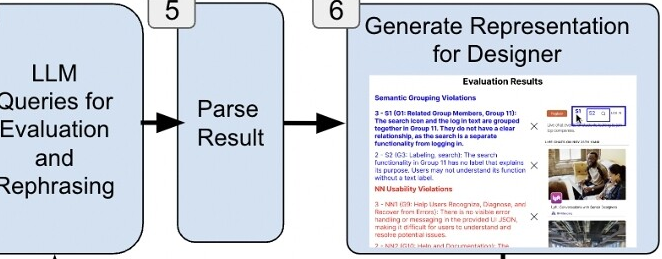 5
6
LLM
Queries for
Evaluation
and
Rephrasing
Parse
Result
Generate Representation
for Designer
Evaluation Results
Semantic Grouping Violations
3 - S1 (G1: Related Group Members, Group 11):
The search icon and the log in text are grouped
together in Group 11. They do not have a clear
relationship, as the search is a separate
functionality from logging in.
2 - S2 (G3: Labeling, search): The search
functionality in Group 11 has no label that explains
its purpose. Users may not understand its function
without a text label.
NN Usability Violations
3 - NN1 (G9: Help Users Recognize, Diagnose, and
Recover from Errors): There is no visible error
handling or messaging in the provided UI JSON,
making it difficult for users to understand and
resolve potential issues.
2 - NN2 (G10: Help and Documentation): The
S1
S2